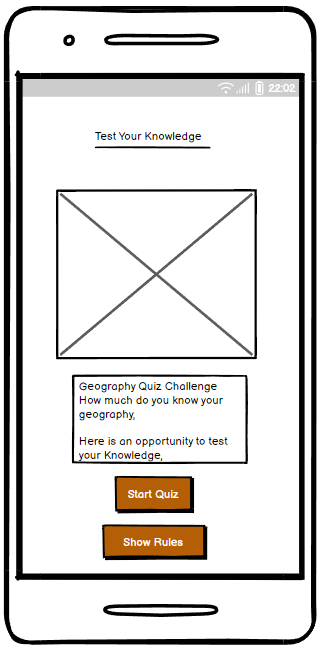 22:02
Test Your Knowledge
Geography Quiz Challenge
How much do you know your
geography,
Here is an opportunity to test
your Knowledge,
Start Quiz
Show Rules